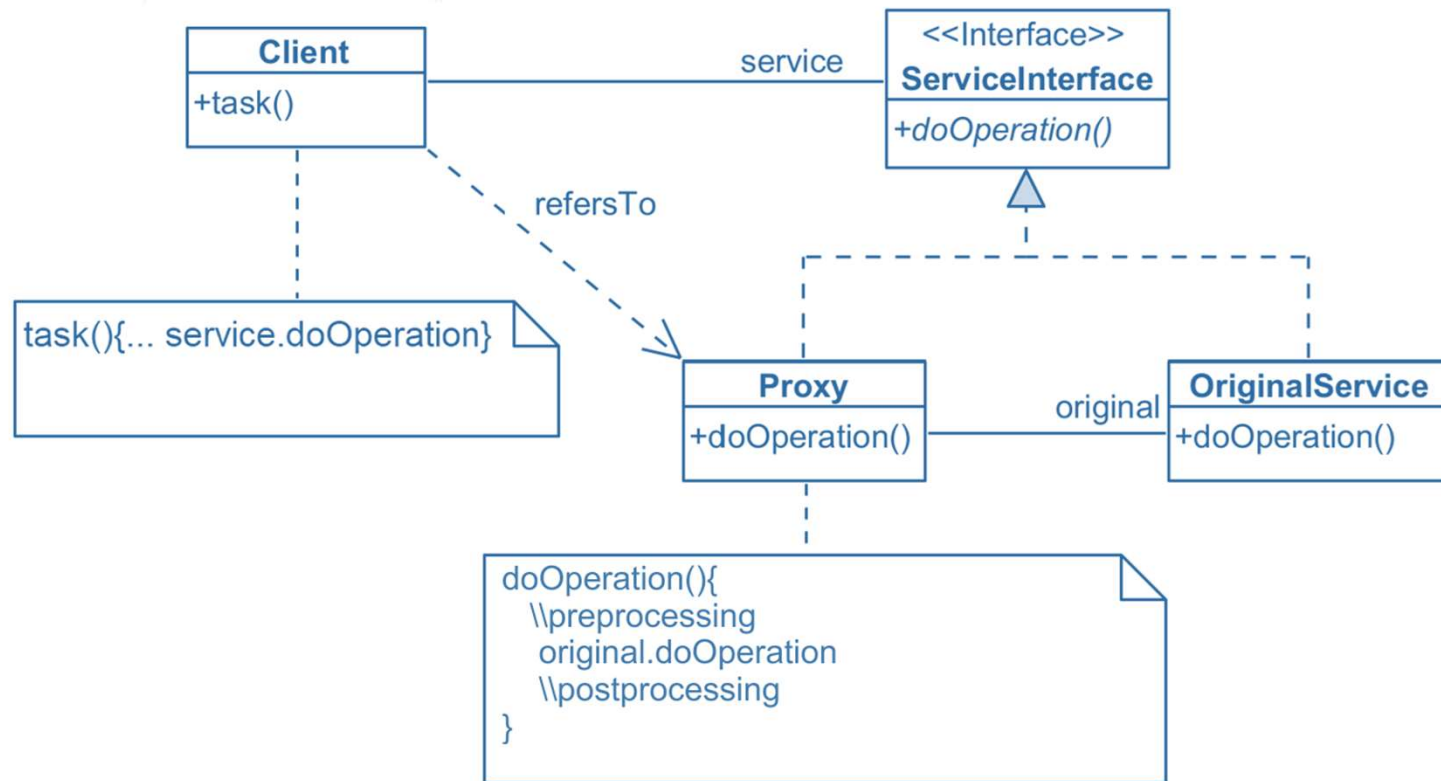 Client
+task()
service
<<Interface>>
ServiceInterface
+doOperation()
refersTo
task(){... service.doOperation}
Proxy
+doOperation()
original
OriginalService
+doOperation()
doOperation(){
\\preprocessing
original.doOperation
\\postprocessing
}